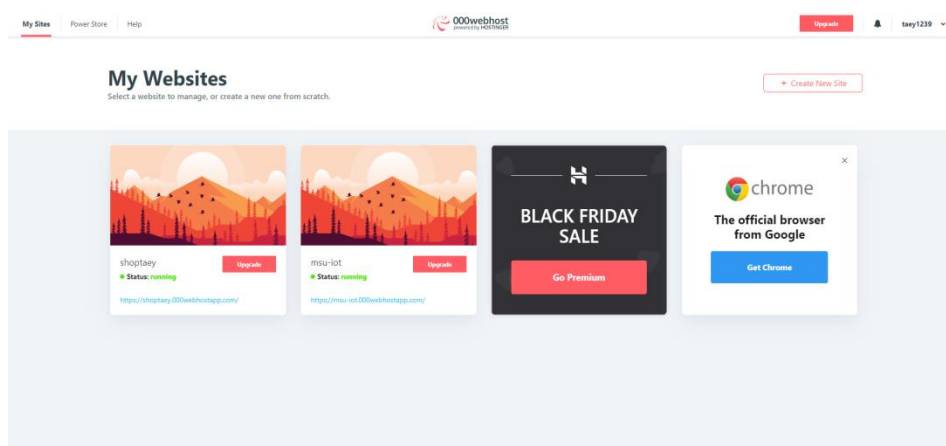 My Sites
Power Store
Help
000webhost
powered by HOSTINGER
Upgrade
taey1239
My Websites
Select a website to manage, or create a new one from scratch.
+ Create New Site
shoptaey
Upgrade
Status: running
https://shoptaey.000webhostapp.com/
msu-iot
Upgrade
Status: running
https://msu-iot.000webhostapp.com/
BLACK FRIDAY
SALE
Go Premium
chrome
The official browser
from Google
Get Chrome